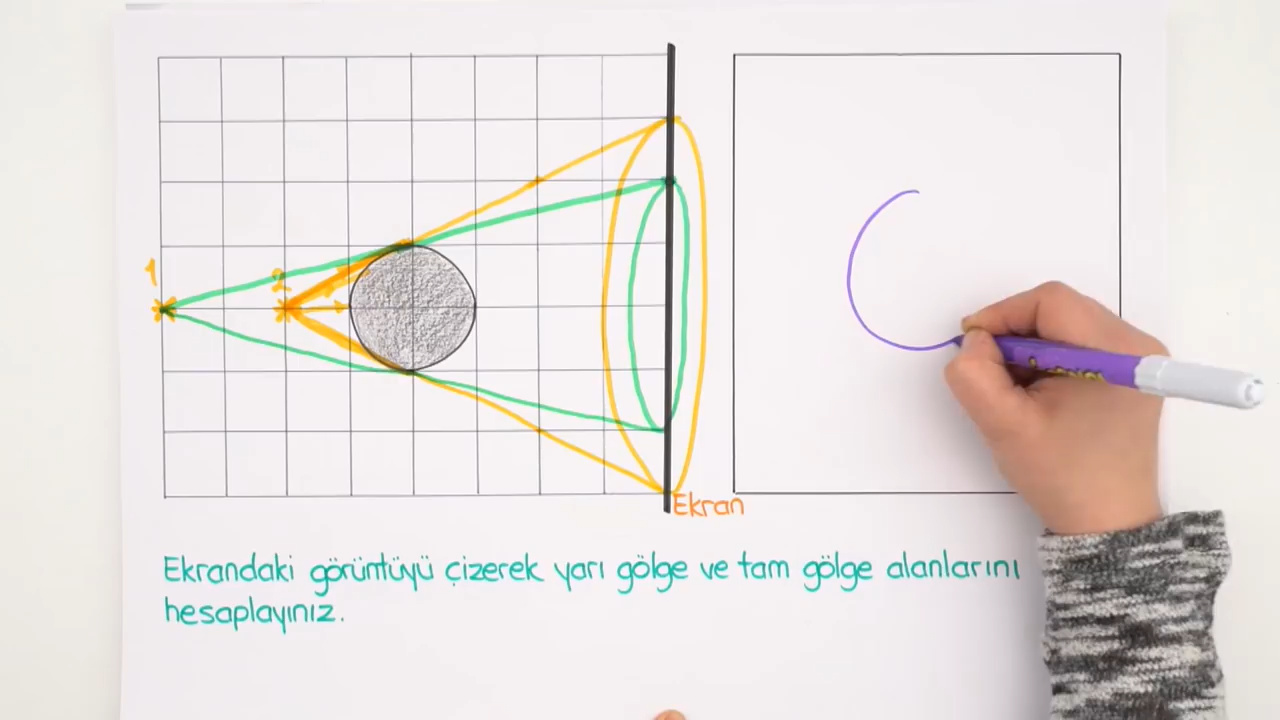 1
2
Ekran
Ekrandaki görüntüyü çizerek yarı gölge ve tam gölge alanlarını
hesaplayınız.